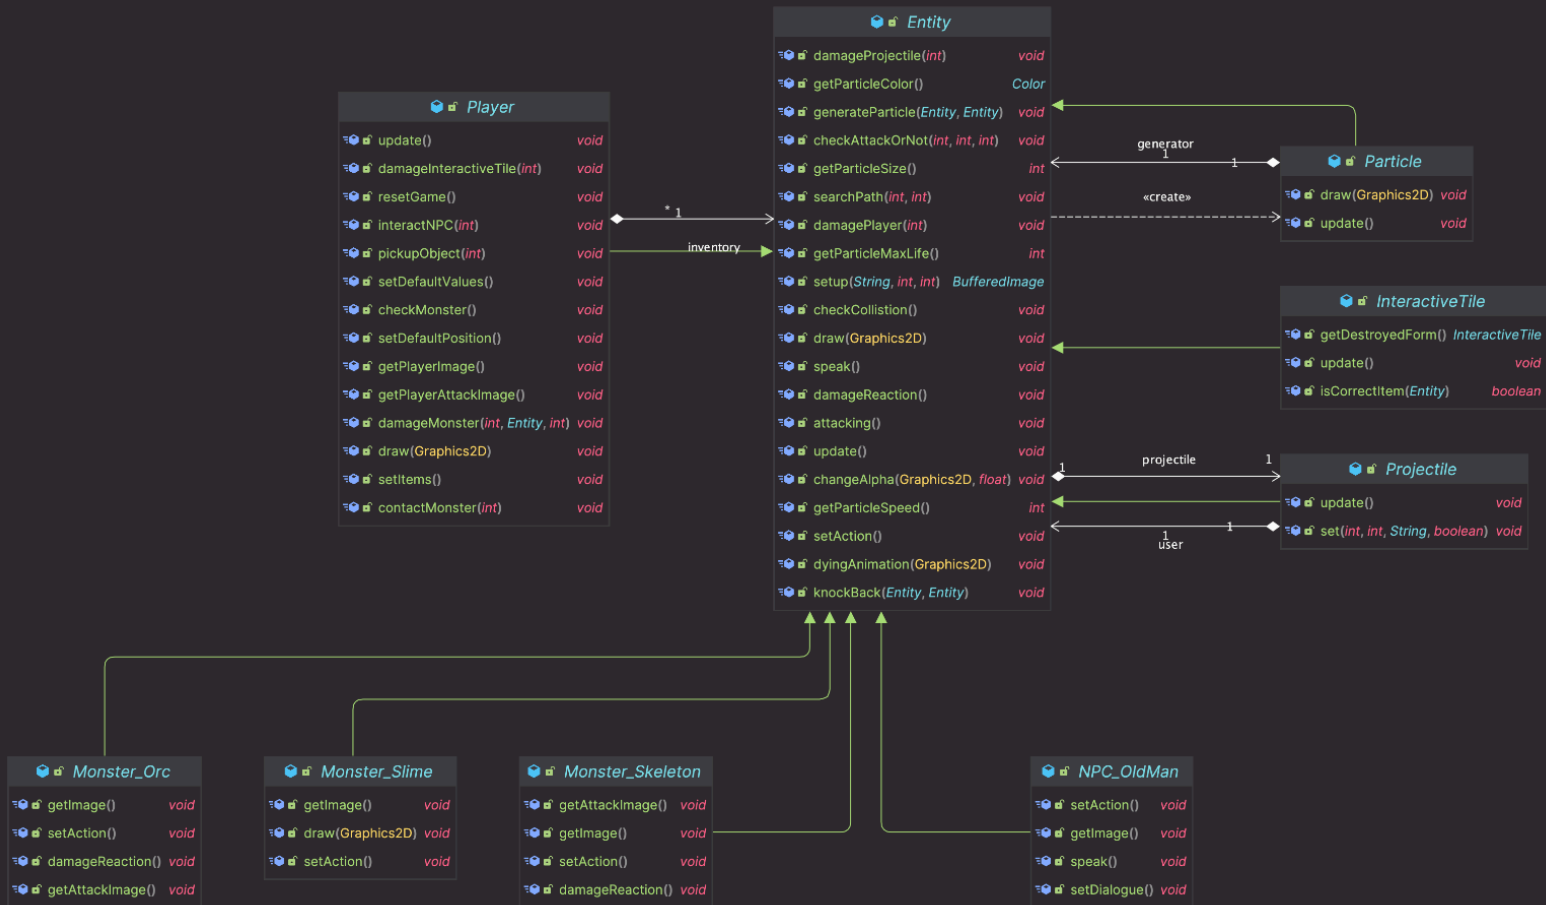 Entity
damageProjectile(int) void
getParticleColor() Color
generateParticle(Entity, Entity) void
checkAttackOrNot(int, int, int) void
getParticleSize() int
searchPath(int, int) void
damagePlayer(int) void
getParticleMaxLife() int
setup(String, int, int) BufferedImage
checkCollistion() void
draw(Graphics2D) void
speak() void
damageReaction() void
attacking() void
update() void
changeAlpha(Graphics2D, float) void
getParticleSpeed() int
setAction() void
dyingAnimation(Graphics2D) void
knockBack(Entity, Entity) void
Player
update() void
damageInteractiveTile(int) void
resetGame() void
interactNPC(int) void
pickupObject(int) void
setDefaultValues() void
checkMonster() void
setDefaultPosition() void
getPlayerImage() void
getPlayerAttackImage() void
damageMonster(int, Entity, int) void
draw(Graphics2D) void
setItems() void
contactMonster(int) void
* 1
inventory
generator
1 1
«create»
Particle
draw(Graphics2D) void
update() void
InteractiveTile
getDestroyedForm() InteractiveTile
update() void
isCorrectItem(Entity) boolean
1 projectile 1
1 1
user
Projectile
update() void
set(int, int, String, boolean) void
Monster_Orc
getImage() void
setAction() void
damageReaction() void
getAttackImage() void
Monster_Slime
getImage() void
draw(Graphics2D) void
setAction() void
Monster_Skeleton
getAttackImage() void
getImage() void
setAction() void
damageReaction() void
NPC_OldMan
setAction() void
getImage() void
speak() void
setDialogue() void